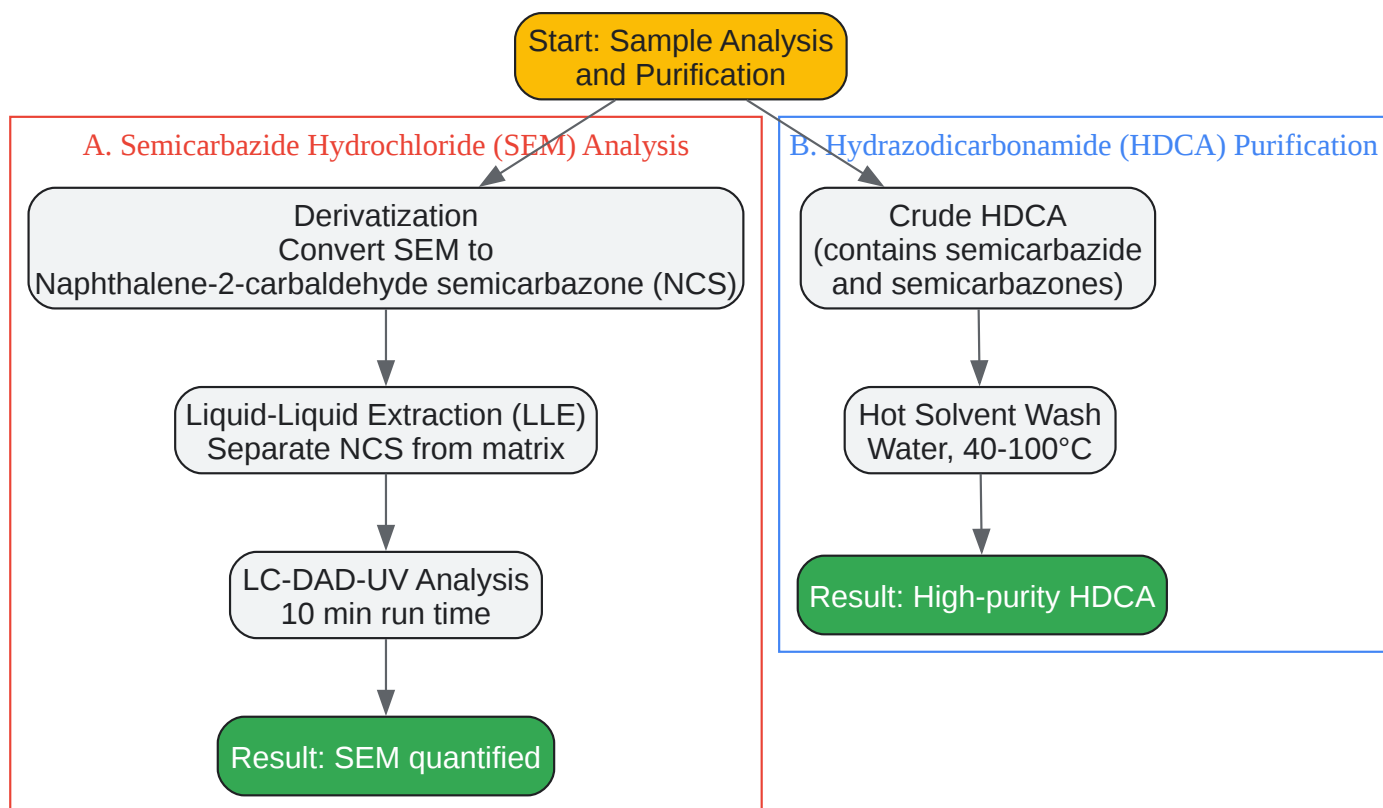 Start: Sample Analysis
and Purification
A. Semicarbazide Hydrochloride (SEM) Analysis
Derivatization
Convert SEM to
Naphthalene-2-carbaldehyde semicarbazone (NCS)
Liquid-Liquid Extraction (LLE)
Separate NCS from matrix
LC-DAD-UV Analysis
10 min run time
Result: SEM quantified
B. Hydrazodicarbonamide (HDCA) Purification
Crude HDCA
(contains semicarbazide
and semicarbazones)
Hot Solvent Wash
Water, 40-100°C
Result: High-purity HDCA